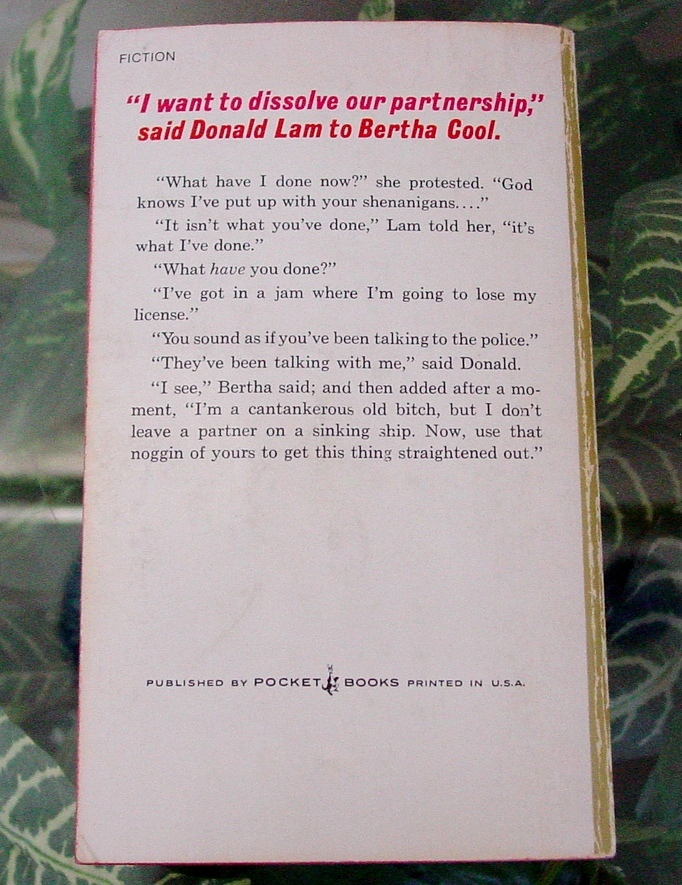 FICTION
"I want to dissolve our partnership,"
said Donald Lam to Bertha Cool.
"What have I done now?" she protested. "God
knows I've put up with your shenanigans...."
"It isn't what you've done," Lam told her, "it's
what I've done."
"What have you done?"
"I've got in a jam where I'm going to lose my
license."
"You sound as if you've been talking to the police."
"They've been talking with me," said Donald.
"I see," Bertha said; and then added after a mo-
ment, "I'm a cantankerous old bitch, but I don't
leave a partner on a sinking ship. Now, use that
noggin of yours to get this thing straightened out."
PUBLISHED BY POCKET BOOKS PRINTED IN U.S.A.